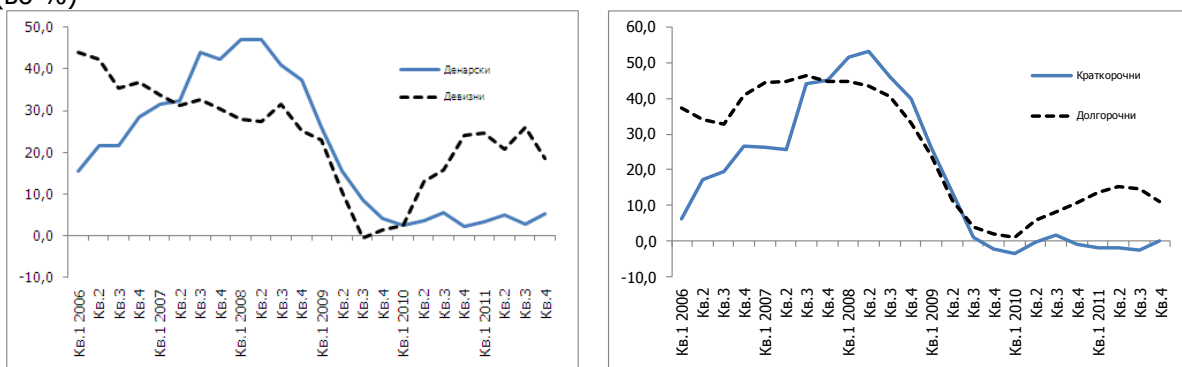 (во %)
50,0
40,0
30,0
20,0
10,0
0,0
-10,0
Денарски
Девизни
Кв.1 2006
Кв.2
Кв.3
Кв.4
Кв.1 2007
Кв.2
Кв.3
Кв.4
Кв.1 2008
Кв.2
Кв.3
Кв.4
Кв.1 2009
Кв.2
Кв.3
Кв.4
Кв.1 2010
Кв.2
Кв.3
Кв.4
Кв.1 2011
Кв.2
Кв.3
Кв.4
60,0
50,0
40,0
30,0
20,0
10,0
0,0
-10,0
Краткорочни
Долгорочни
Кв.1 2006
Кв.2
Кв.3
Кв.4
Кв.1 2007
Кв.2
Кв.3
Кв.4
Кв.1 2008
Кв.2
Кв.3
Кв.4
Кв.1 2009
Кв.2
Кв.3
Кв.4
Кв.1 2010
Кв.2
Кв.3
Кв.4
Кв.1 2011
Кв.2
Кв.3
Кв.4